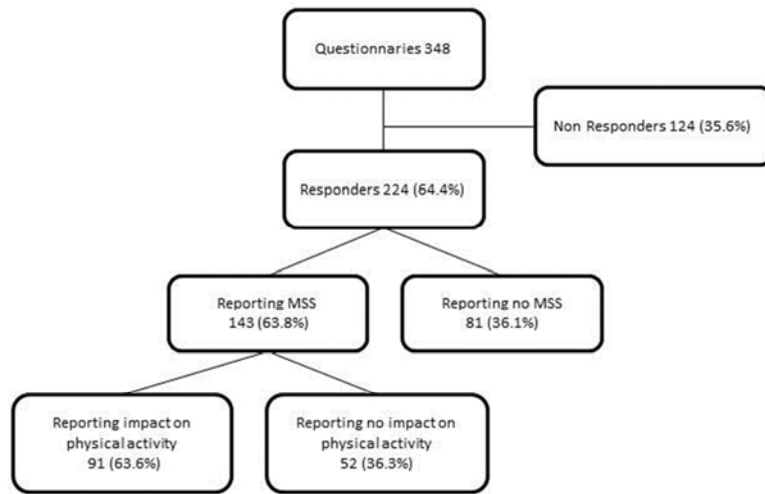 Questionnaries 348
Non Responders 124 (35.6%)
Responders 224 (64.4%)
Reporting MSS
143 (63.8%)
Reporting no MSS
81 (36.1%)
Reporting impact on
physical activity
91 (63.6%)
Reporting no impact on
physical activity
52 (36.3%)